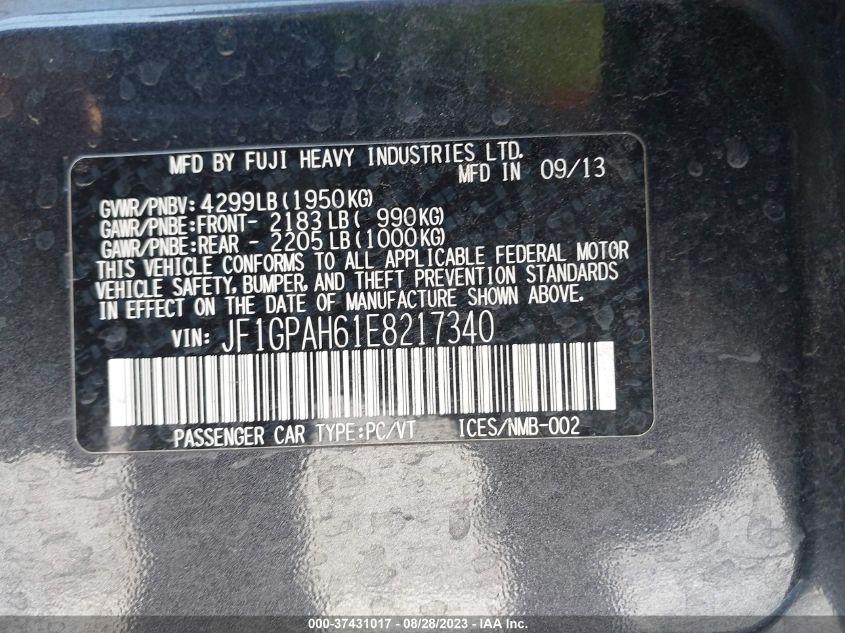 MFD BY FUJI HEAVY INDUSTRIES LTD.
MFD IN 09/13
GVWR/PNBV: 4299LB (1950KG)
GAWR/PNBE:FRONT- 2183 LB ( 990KG)
GAWR/PNBE:REAR - 2205 LB (1000KG)
THIS VEHICLE CONFORMS TO ALL APPLICABLE FEDERAL MOTOR
VEHICLE SAFETY, BUMPER, AND THEFT PREVENTION STANDARDS
IN EFFECT ON THE DATE OF MANUFACTURE SHOWN ABOVE.
VIN: JF1GPAH61E8217340
PASSENGER CAR TYPE:PC/VT ICES/NMB-002
000-37431017 - 08/28/2023 - IAA Inc.